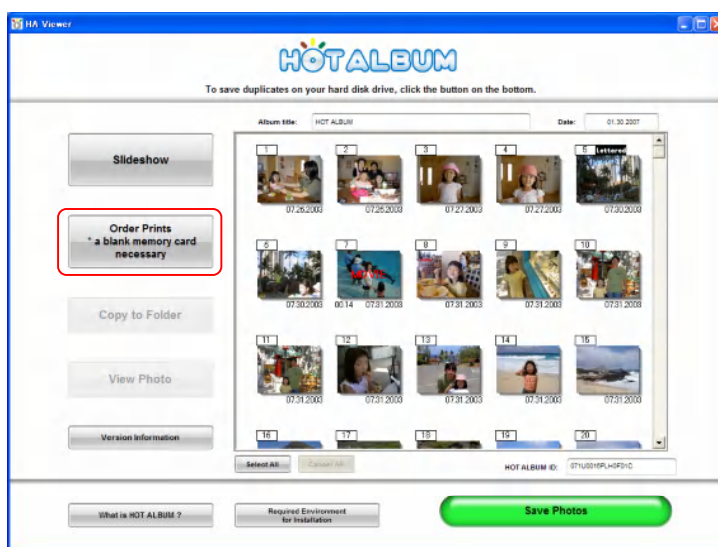 HA Viewer
HOT ALBUM
To save duplicates on your hard disk drive, click the button on the bottom.
Album title: HOT ALBUM Date: 01.30.2007
Slideshow
Order Prints
* a blank memory card
necessary
Copy to Folder
View Photo
Version Information
1 2 3 4 5 Lettered
07.26.2003 07.26.2003 07.27.2003 07.27.2003 07.30.2003
6 7 8 9 10
07.30.2003 00:14 07.31.2003 07.31.2003 07.31.2003 07.31.2003
11 12 13 14 15
07.31.2003 07.31.2003 07.31.2003 07.31.2003 07.31.2003
16 17 18 19 20
Select All Cancel All HOT ALBUM ID:
What is HOT ALBUM ?
Required Environment
for Installation
Save Photos